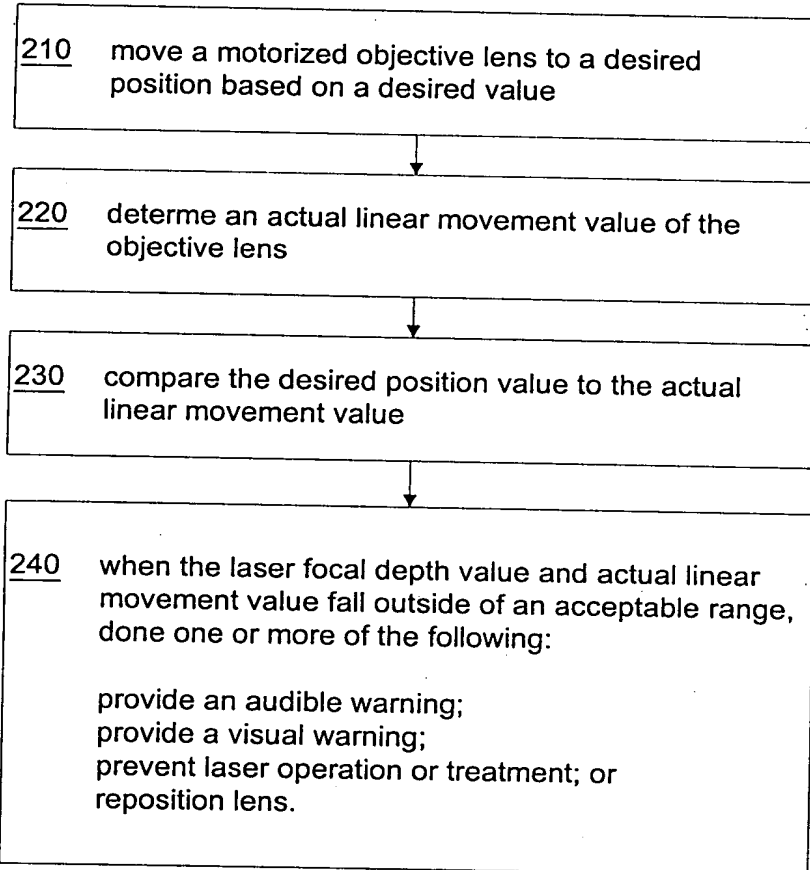 210 move a motorized objective lens to a desired
position based on a desired value
220 determe an actual linear movement value of the
objective lens
230 compare the desired position value to the actual
linear movement value
240 when the laser focal depth value and actual linear
movement value fall outside of an acceptable range,
done one or more of the following:
provide an audible warning;
provide a visual warning;
prevent laser operation or treatment; or
reposition lens.